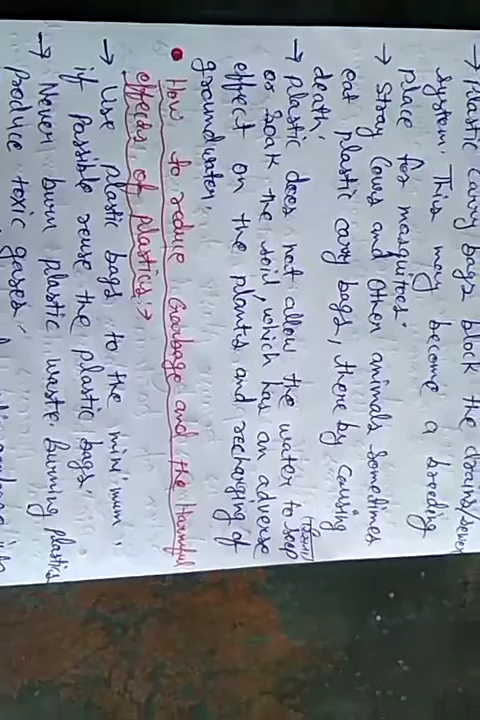 → Plastic carry bags block the drains/sewer
system. This may become a breeding
place for mosquitoes.
→ Stray Cows and Other animals sometimes
eat plastic carry bags, there by causing
death.
→ Plastic does not allow the water to seep
or soak the soil, which has an adverse
effect on the plants and recharging of
groundwater
• How to reduce Garbage and the Harmful
effects of plastics:→
→ Use plastic bags to the minimum,
if Possible reuse the plastic bags.
→ Never burn plastic waste. Burning plastics
Produce toxic gases.